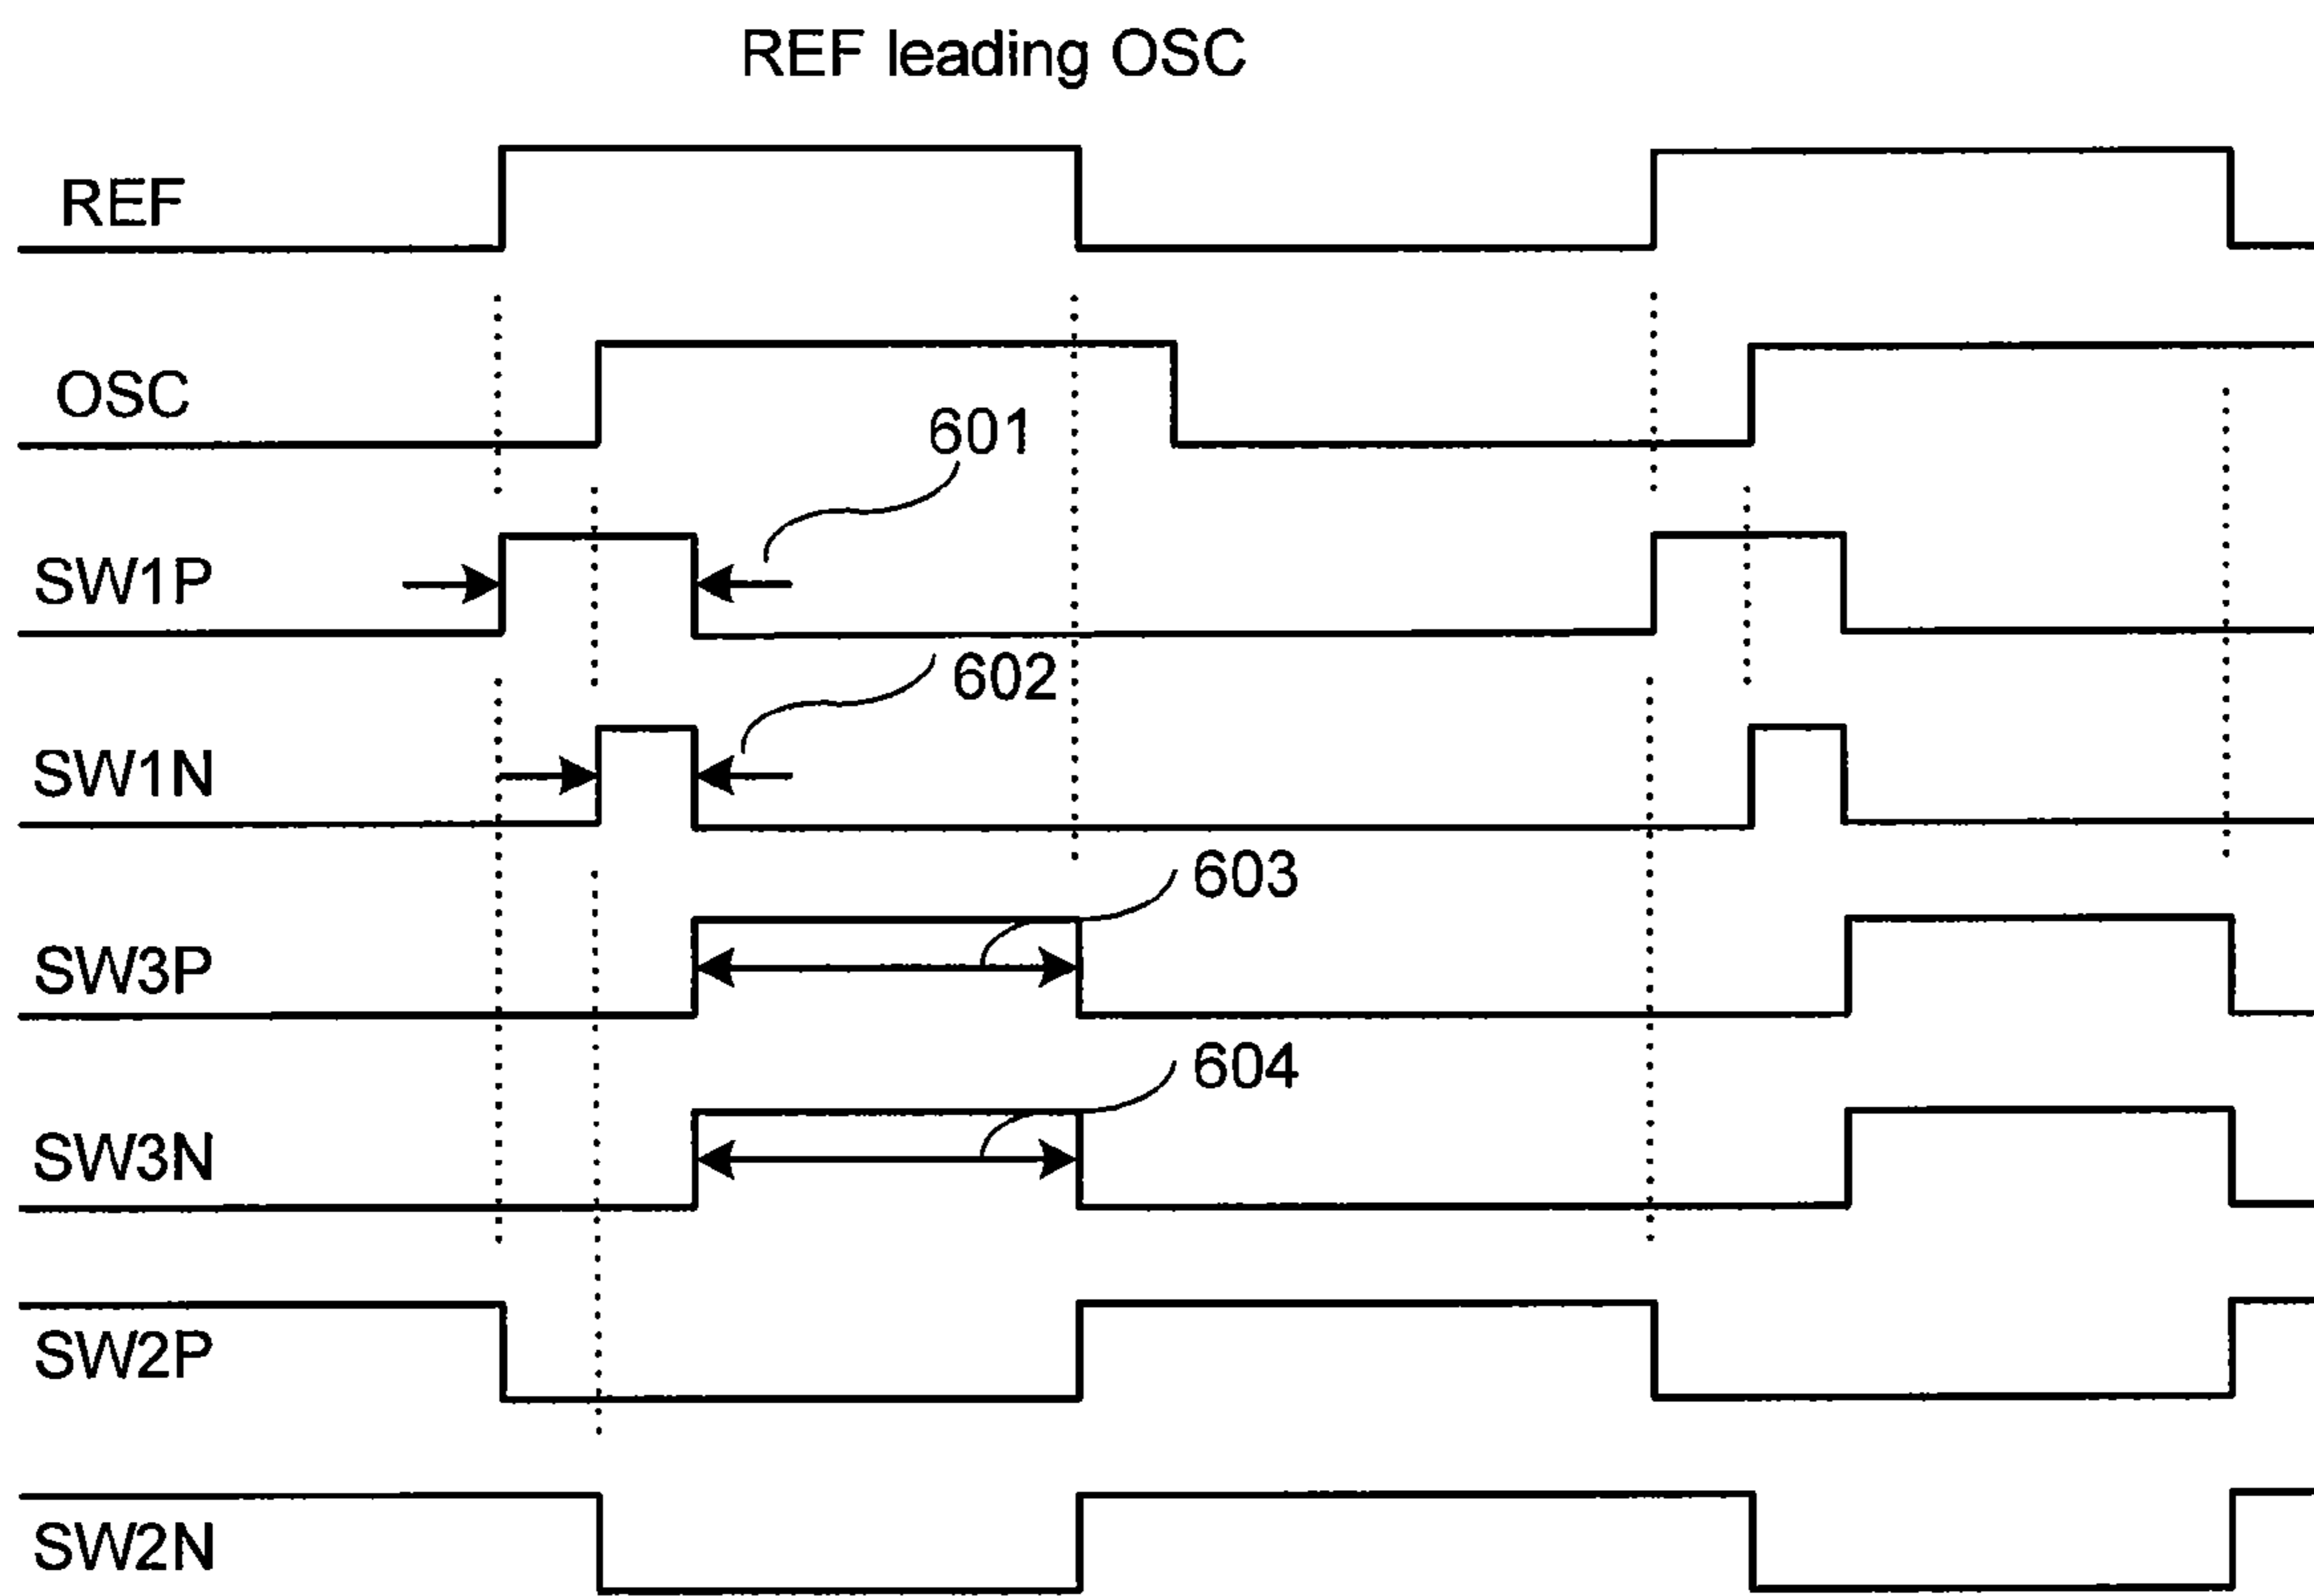 REF leading OSC
REF
OSC
601
SW1P
602
SW1N
603
SW3P
604
SW3N
SW2P
SW2N